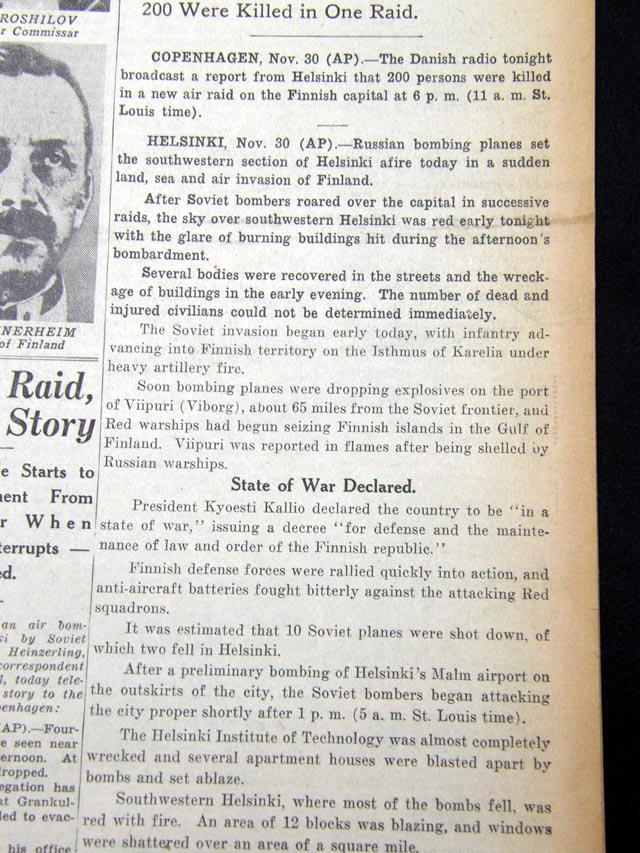 ROSHILOV
r Commissar
NERHEIM
of Finland
Raid,
Story
e Starts to
ment From
r When
terrupts —
d.
an air bom-
ki by Soviet
Heinzerling,
correspondent
l, today tele-
story to the
enhagen:
(AP).—Four-
e seen near
ernoon. At
ropped.
egation has
at Grankul-
led to evac-
his office
200 Were Killed in One Raid.
COPENHAGEN, Nov. 30 (AP).—The Danish radio tonight
broadcast a report from Helsinki that 200 persons were killed
in a new air raid on the Finnish capital at 6 p. m. (11 a. m. St.
Louis time).
HELSINKI, Nov. 30 (AP).—Russian bombing planes set
the southwestern section of Helsinki afire today in a sudden
land, sea and air invasion of Finland.
After Soviet bombers roared over the capital in successive
raids, the sky over southwestern Helsinki was red early tonight
with the glare of burning buildings hit during the afternoon's
bombardment.
Several bodies were recovered in the streets and the wreck-
age of buildings in the early evening. The number of dead and
injured civilians could not be determined immediately.
The Soviet invasion began early today, with infantry ad-
vancing into Finnish territory on the Isthmus of Karelia under
heavy artillery fire.
Soon bombing planes were dropping explosives on the port
of Viipuri (Viborg), about 65 miles from the Soviet frontier, and
Red warships had begun seizing Finnish islands in the Gulf of
Finland. Viipuri was reported in flames after being shelled by
Russian warships.
State of War Declared.
President Kyoesti Kallio declared the country to be "in a
state of war," issuing a decree "for defense and the mainte-
nance of law and order of the Finnish republic."
Finnish defense forces were rallied quickly into action, and
anti-aircraft batteries fought bitterly against the attacking Red
squadrons.
It was estimated that 10 Soviet planes were shot down, of
which two fell in Helsinki.
After a preliminary bombing of Helsinki's Malm airport on
the outskirts of the city, the Soviet bombers began attacking
the city proper shortly after 1 p. m. (5 a. m. St. Louis time).
The Helsinki Institute of Technology was almost completely
wrecked and several apartment houses were blasted apart by
bombs and set ablaze.
Southwestern Helsinki, where most of the bombs fell, was
red with fire. An area of 12 blocks was blazing, and windows
were shattered over an area of a square mile.